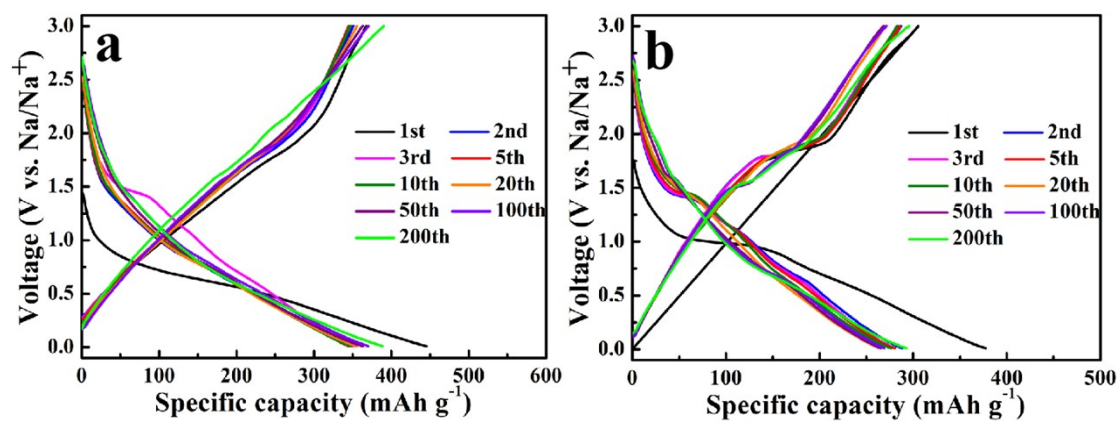 a
3.0
2.5
2.0
1.5
1.0
0.5
0.0
Voltage (V vs. Na/Na+)
1st 2nd
3rd 5th
10th 20th
50th 100th
200th
0 100 200 300 400 500 600
Specific capacity (mAh g-1)
b
3.0
2.5
2.0
1.5
1.0
0.5
0.0
Voltage (V vs. Na/Na+)
1st 2nd
3rd 5th
10th 20th
50th 100th
200th
0 100 200 300 400 500
Specific capacity (mAh g-1)